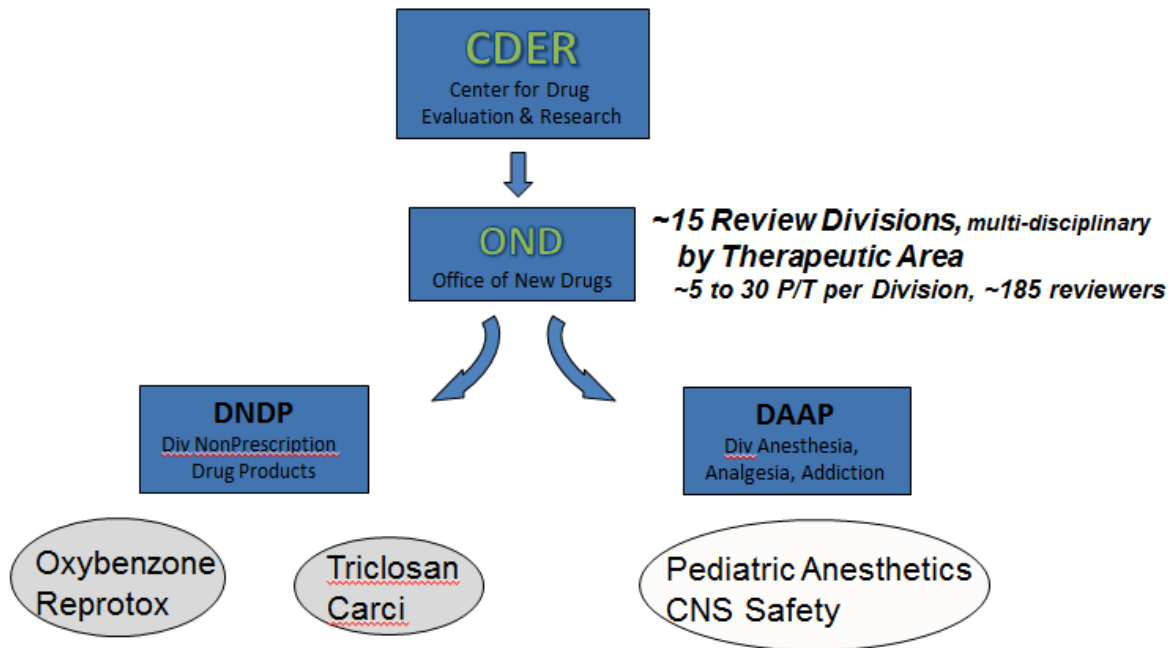 CDER
Center for Drug
Evaluation & Research
OND
Office of New Drugs
~15 Review Divisions, multi-disciplinary
by Therapeutic Area
~5 to 30 P/T per Division, ~185 reviewers
DNDP
Div NonPrescription
Drug Products
DAAP
Div Anesthesia,
Analgesia, Addiction
Oxybenzone
Reprotox
Triclosan
Carci
Pediatric Anesthetics
CNS Safety